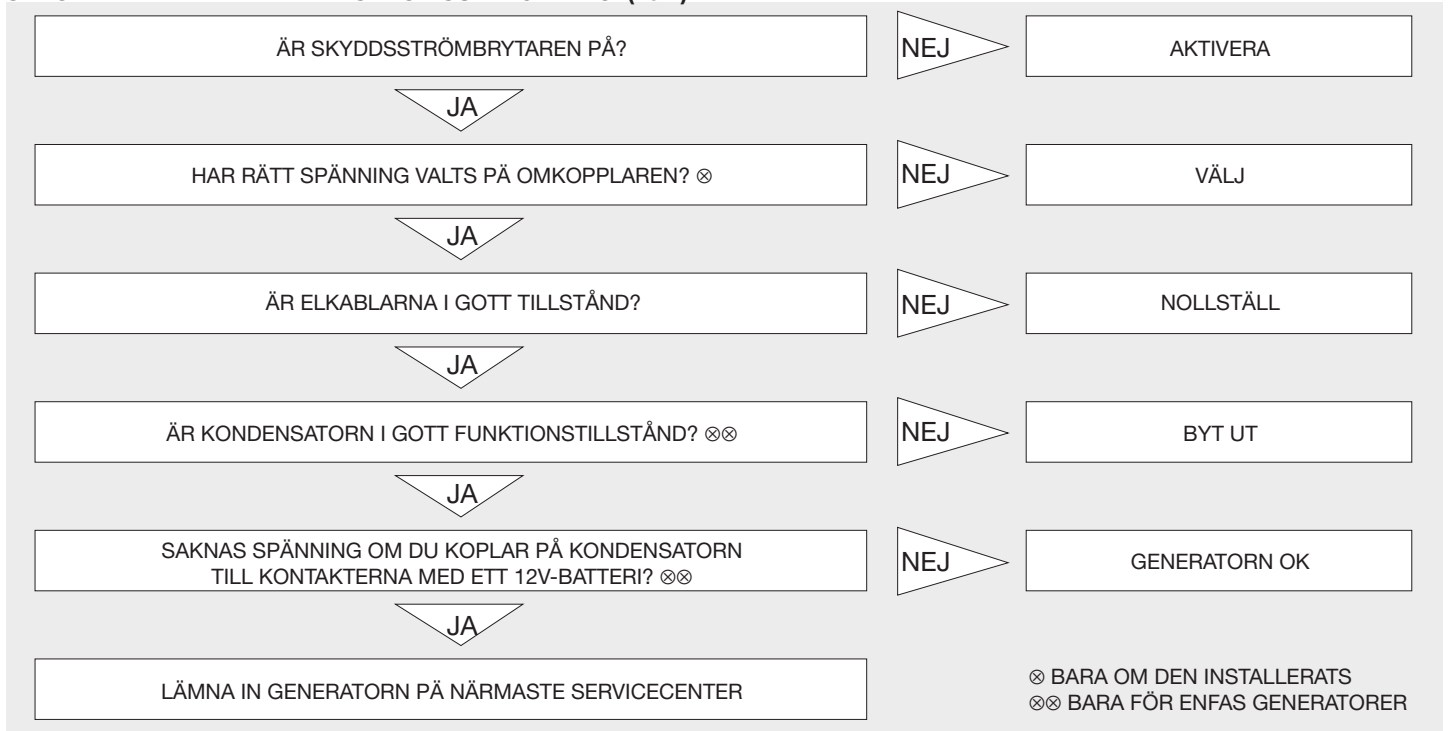 ÄR SKYDDSSTRÖMBRYTAREN PÅ?
NEJ
AKTIVERA
JA
HAR RÄTT SPÄNNING VALTS PÅ OMKOPPLAREN? ⊗
NEJ
VÄLJ
JA
ÄR ELKABLARNA I GOTT TILLSTÅND?
NEJ
NOLLSTÄLL
JA
ÄR KONDENSATORN I GOTT FUNKTIONSTILLSTÅND? ⊗⊗
NEJ
BYT UT
JA
SAKNAS SPÄNNING OM DU KOPLAR PÅ KONDENSATORN
TILL KONTAKTERNA MED ETT 12V-BATTERI? ⊗⊗
NEJ
GENERATORN OK
JA
LÄMNA IN GENERATORN PÅ NÄRMASTE SERVICECENTER
⊗ BARA OM DEN INSTALLERATS
⊗⊗ BARA FÖR ENFAS GENERATORER